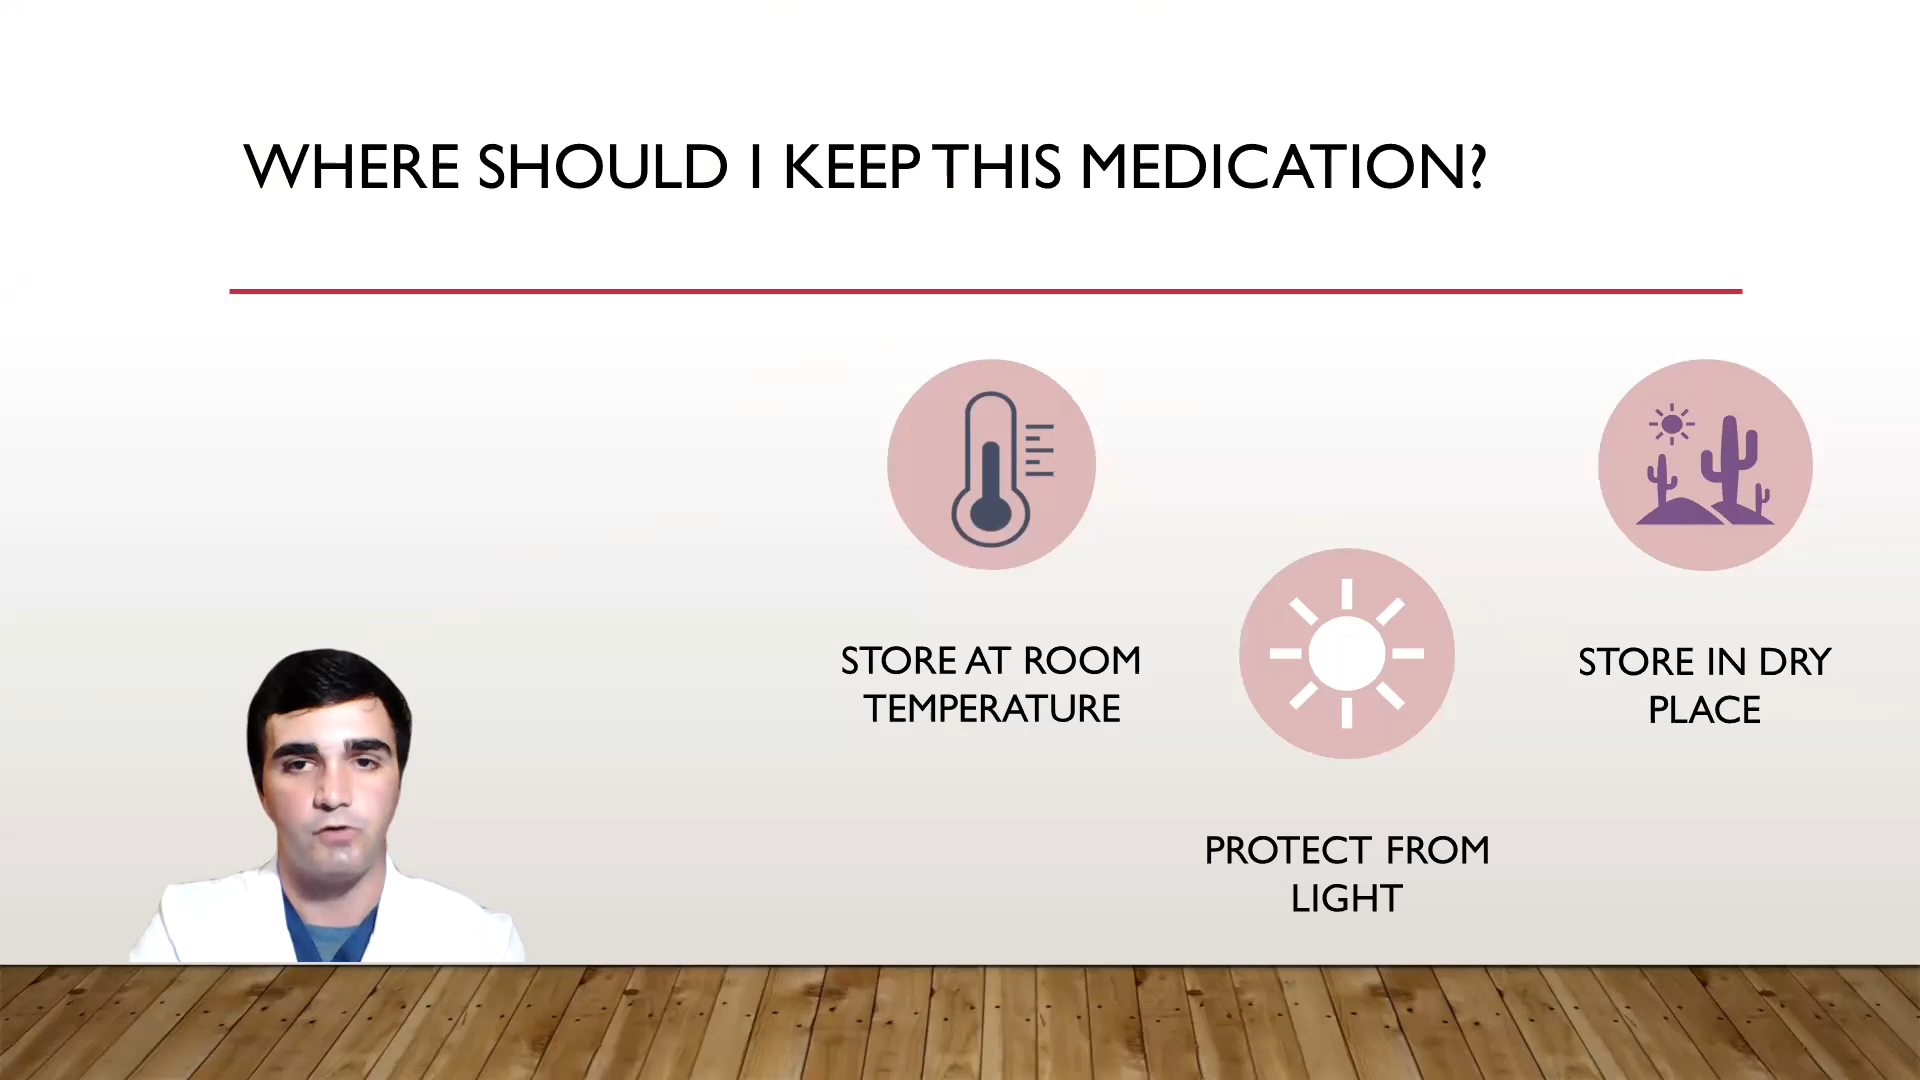 WHERE SHOULD I KEEP THIS MEDICATION?
STORE AT ROOM
TEMPERATURE
PROTECT FROM
LIGHT
STORE IN DRY
PLACE